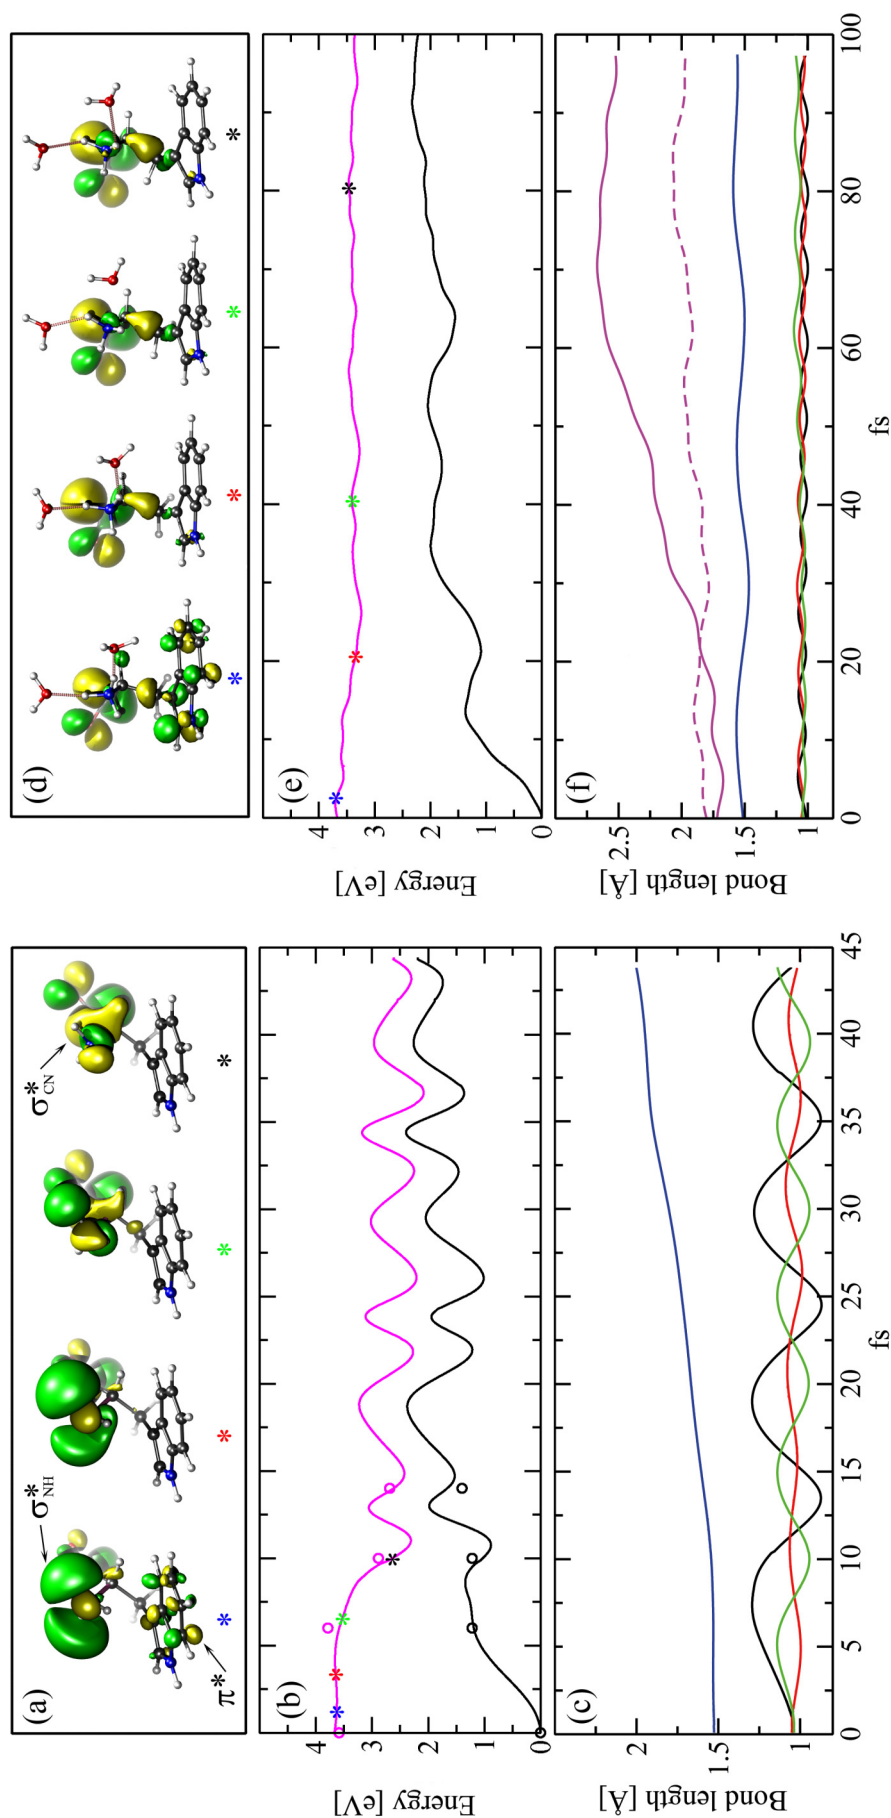 (a)
σ*NH
π*
σ*CN
* * * *
(b)
Energy [eV]
4
3
2
1
0
* * * *
(c)
Bond length [Å]
2
1.5
1
0 5 10 15 20 25 30 35 40 45
fs
(d)
* * * *
(e)
Energy [eV]
4
3
2
1
0
* * * *
(f)
Bond length [Å]
2.5
2
1.5
1
0 20 40 60 80 100
fs